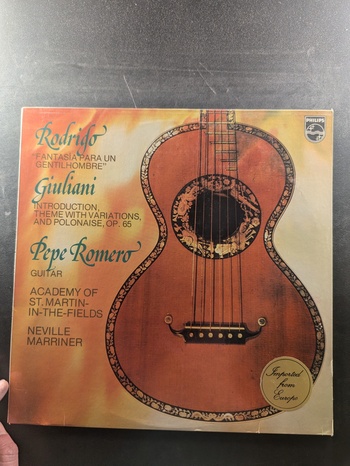 PHILIPS
Rodrigo
"FANTASIA PARA UN
GENTILHOMBRE"
Giuliani
INTRODUCTION,
THEME WITH VARIATIONS,
AND POLONAISE, OP. 65
Pepe Romero
GUITAR
ACADEMY OF
ST. MARTIN-
IN-THE-FIELDS
NEVILLE
MARRINER
Imported
from
Europe